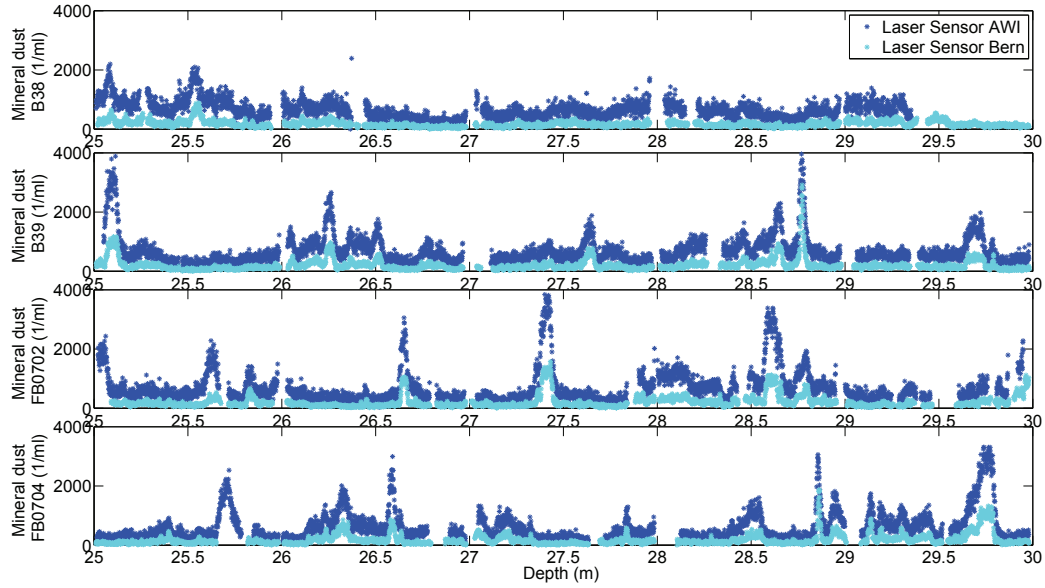 4000
2000
0
Mineral dust
B38 (1/ml)
Laser Sensor AWI
Laser Sensor Bern
25 25.5 26 26.5 27 27.5 28 28.5 29 29.5 30
4000
2000
0
Mineral dust
B39 (1/ml)
25 25.5 26 26.5 27 27.5 28 28.5 29 29.5 30
4000
2000
0
Mineral dust
FB0702 (1/ml)
25 25.5 26 26.5 27 27.5 28 28.5 29 29.5 30
4000
2000
0
Mineral dust
FB0704 (1/ml)
25 25.5 26 26.5 27 27.5 28 28.5 29 29.5 30
Depth (m)